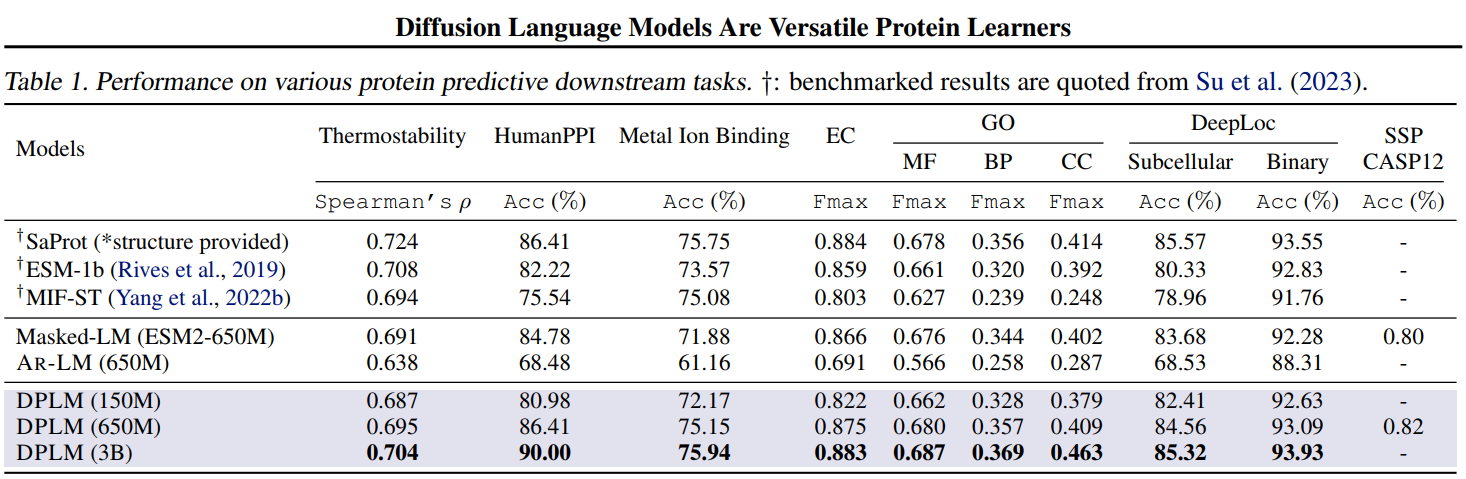 Diffusion Language Models Are Versatile Protein Learners
Table 1. Performance on various protein predictive downstream tasks. †: benchmarked results are quoted from Su et al. (2023).
Models Thermostability HumanPPI Metal Ion Binding EC GO DeepLoc SSP
MF BP CC Subcellular Binary CASP12
Spearman's ρ Acc (%) Acc (%) Fmax Fmax Fmax Fmax Acc (%) Acc (%) Acc (%)
†SaProt (*structure provided) 0.724 86.41 75.75 0.884 0.678 0.356 0.414 85.57 93.55 -
†ESM-1b (Rives et al., 2019) 0.708 82.22 73.57 0.859 0.661 0.320 0.392 80.33 92.83 -
†MIF-ST (Yang et al., 2022b) 0.694 75.54 75.08 0.803 0.627 0.239 0.248 78.96 91.76 -
Masked-LM (ESM2-650M) 0.691 84.78 71.88 0.866 0.676 0.344 0.402 83.68 92.28 0.80
AR-LM (650M) 0.638 68.48 61.16 0.691 0.566 0.258 0.287 68.53 88.31 -
DPLM (150M) 0.687 80.98 72.17 0.822 0.662 0.328 0.379 82.41 92.63 -
DPLM (650M) 0.695 86.41 75.15 0.875 0.680 0.357 0.409 84.56 93.09 0.82
DPLM (3B) 0.704 90.00 75.94 0.883 0.687 0.369 0.463 85.32 93.93 -